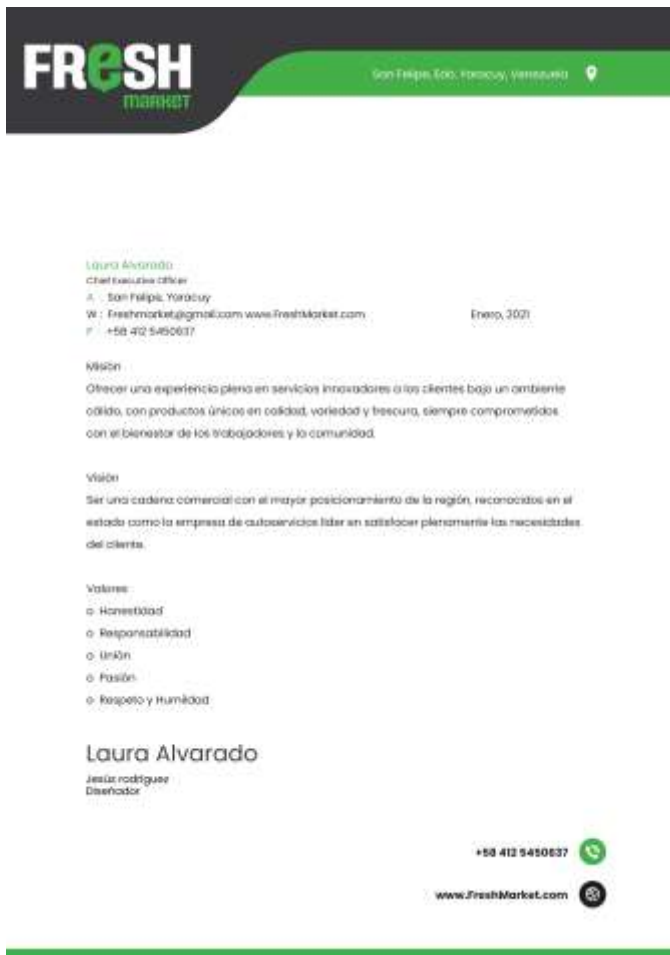 FReSH
MARKET
San Felipe, Edo. Yaracuy, Venezuela
Laura Alvarado
Chief Executive Officer
A San Felipe, Yaracuy
W : Freshmarket@gmail.com www.FreshMarket.com
Enero, 2021
P +58 412 5450637
Misión
Ofrecer una experiencia plena en servicios innovadores a los clientes bajo un ambiente
cálido, con productos únicos en calidad, variedad y frescura, siempre comprometidos
con el bienestar de los trabajadores y la comunidad.
Visión
Ser una cadena comercial con el mayor posicionamiento de la región, reconocidos en el
estado como la empresa de autoservicios líder en satisfacer plenamente las necesidades
del cliente.
Valores
o Honestidad
o Responsabilidad
o Unión
o Pasión
o Respeto y Humildad
Laura Alvarado
Jesús rodríguez
Diseñador
+58 412 5450637
www.FreshMarket.com